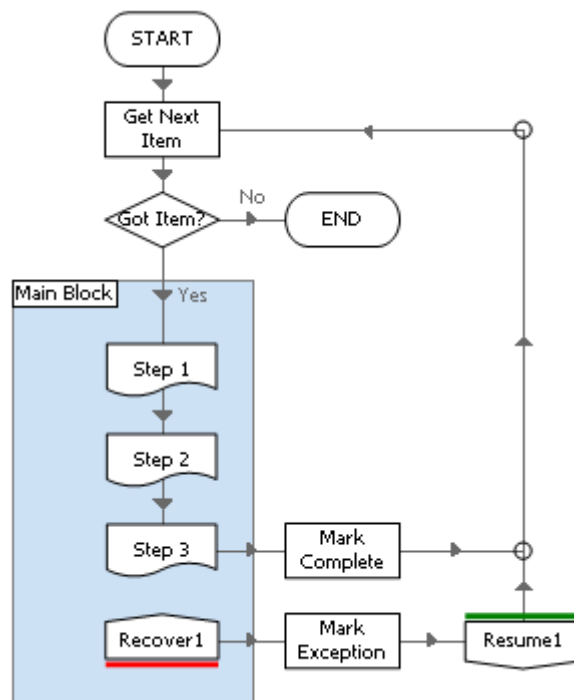 START
Get Next
Item
Got Item?
No
END
Main Block
Yes
Step 1
Step 2
Step 3
Mark
Complete
Recover1
Mark
Exception
Resume1